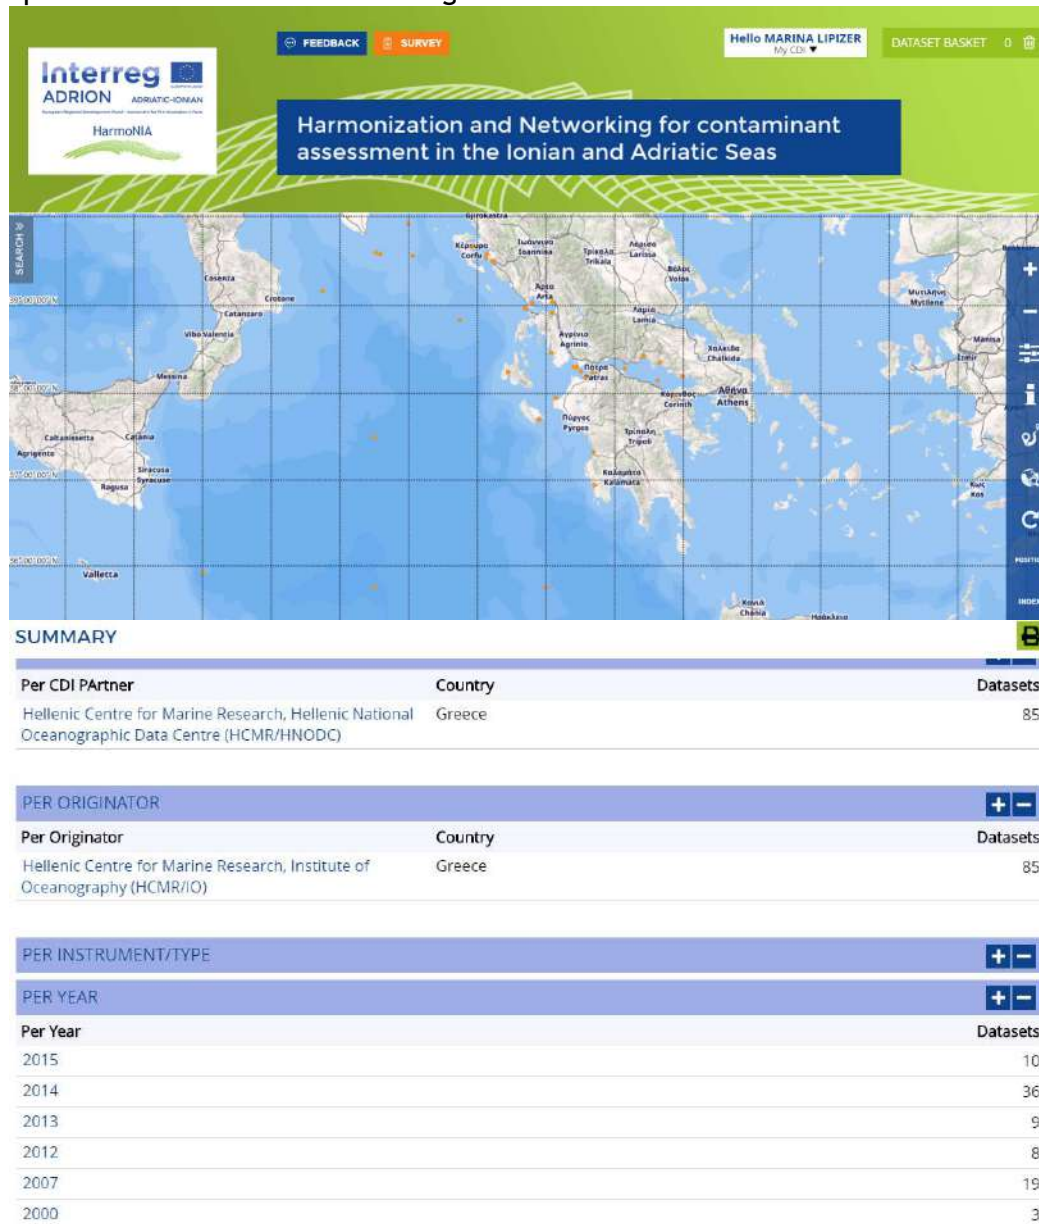 FEEDBACK
SURVEY
Hello MARINA LIPIZER
My CDI ▼
DATASET BASKET 0
Interreg
ADRION ADRIATIC-IONIAN
HarmoNIA
Harmonization and Networking for contaminant
assessment in the Ionian and Adriatic Seas
SEARCH
Gjirokastra
Κέρκυρα
Corfu
Ιωάννινα
Ioannina
Τρίκαλα
Trikala
Λάρισα
Larissa
Βόλος
Volos
Cosenza
Crotone
Catanzaro
Vibo Valentia
Άρτα
Arta
Λαμία
Lamia
Μυτιλήνη
Mytilene
Manisa
Izmir
Αγρίνιο
Agrinio
Χαλκίδα
Chalkida
Messina
Πάτρα
Patras
Αθήνα
Athens
Κόρινθος
Corinth
Πύργος
Pyrgos
Τρίπολη
Tripoli
Caltanissetta
Catania
Agrigento
Siracusa
Syracuse
Ragusa
Καλαμάτα
Kalamata
Κως
Kos
Valletta
Χανιά
Chania
Ηράκλειο
INDEX
SUMMARY
Per CDI PArtner Country Datasets
Hellenic Centre for Marine Research, Hellenic National Greece 85
Oceanographic Data Centre (HCMR/HNODC)
PER ORIGINATOR
Per Originator Country Datasets
Hellenic Centre for Marine Research, Institute of Greece 85
Oceanography (HCMR/IO)
PER INSTRUMENT/TYPE
PER YEAR
Per Year Datasets
2015 10
2014 36
2013 9
2012 8
2007 19
2000 3